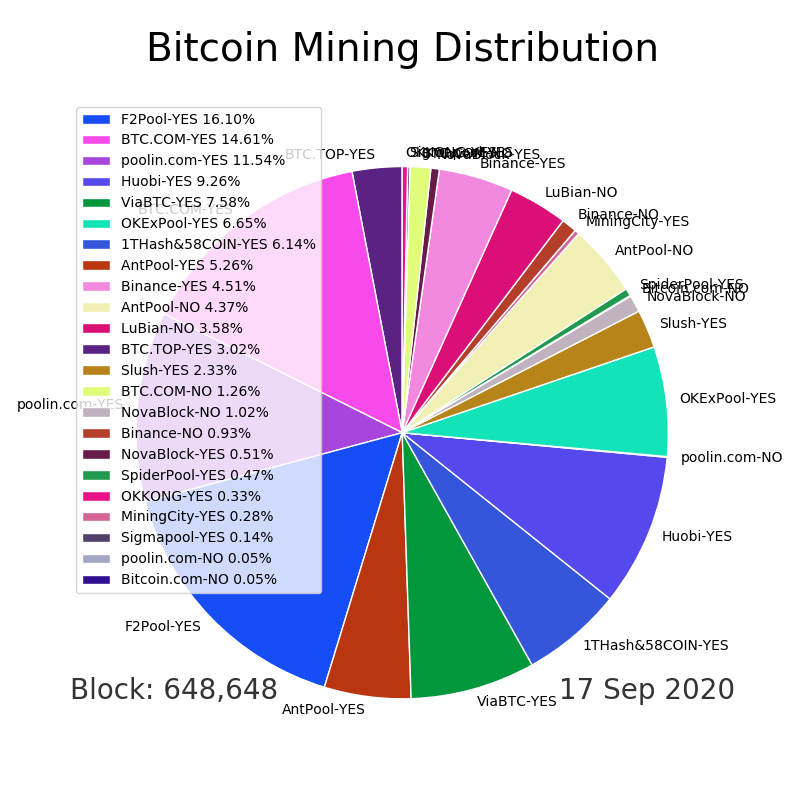 Bitcoin Mining Distribution
F2Pool-YES 16.10%
BTC.COM-YES 14.61%
poolin.com-YES 11.54%
Huobi-YES 9.26%
ViaBTC-YES 7.58%
OKExPool-YES 6.65%
1THash&58COIN-YES 6.14%
AntPool-YES 5.26%
Binance-YES 4.51%
AntPool-NO 4.37%
LuBian-NO 3.58%
BTC.TOP-YES 3.02%
Slush-YES 2.33%
BTC.COM-NO 1.26%
NovaBlock-NO 1.02%
Binance-NO 0.93%
NovaBlock-YES 0.51%
SpiderPool-YES 0.47%
OKKONG-YES 0.33%
MiningCity-YES 0.28%
Sigmapool-YES 0.14%
poolin.com-NO 0.05%
Bitcoin.com-NO 0.05%
BTC.TOP-YES
BTC.COM-YES
poolin.com-YES
F2Pool-YES
AntPool-YES
ViaBTC-YES
1THash&58COIN-YES
Huobi-YES
poolin.com-NO
OKExPool-YES
Slush-YES
NovaBlock-NO
Bitcoin.com-NO
SpiderPool-YES
AntPool-NO
MiningCity-YES
Binance-NO
LuBian-NO
Binance-YES
Block: 648,648
17 Sep 2020